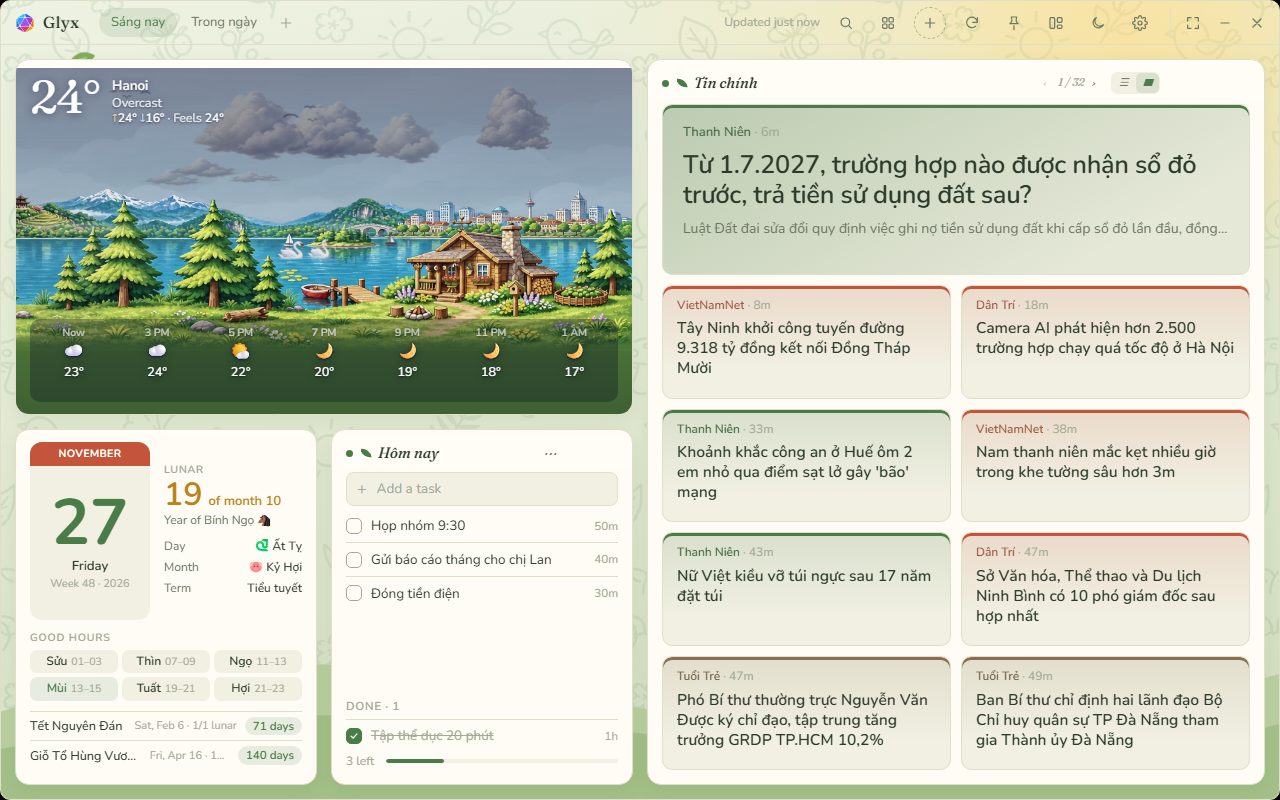 Glyx
Sáng nay
Trong ngày
Updated just now
24°
Hanoi
Overcast
↑24° ↓16° · Feels 24°
Now 3 PM 5 PM 7 PM 9 PM 11 PM 1 AM
23° 24° 22° 20° 19° 18° 17°
NOVEMBER
27
Friday
Week 48 · 2026
LUNAR
19 of month 10
Year of Bính Ngọ
Day Ất Tỵ
Month Kỷ Hợi
Term Tiểu tuyết
GOOD HOURS
Sửu 01–03 Thìn 07–09 Ngọ 11–13
Mùi 13–15 Tuất 19–21 Hợi 21–23
Tết Nguyên Đán Sat, Feb 6 · 1/1 lunar 71 days
Giỗ Tổ Hùng Vươ... Fri, Apr 16 · 1... 140 days
Hôm nay
Add a task
Họp nhóm 9:30 50m
Gửi báo cáo tháng cho chị Lan 40m
Đóng tiền điện 30m
DONE · 1
Tập thể dục 20 phút 1h
3 left
Tin chính
‹ 1/32 ›
Thanh Niên · 6m
Từ 1.7.2027, trường hợp nào được nhận sổ đỏ
trước, trả tiền sử dụng đất sau?
Luật Đất đai sửa đổi quy định việc ghi nợ tiền sử dụng đất khi cấp sổ đỏ lần đầu, đồng...
VietNamNet · 8m
Tây Ninh khởi công tuyến đường
9.318 tỷ đồng kết nối Đồng Tháp
Mười
Dân Trí · 18m
Camera AI phát hiện hơn 2.500
trường hợp chạy quá tốc độ ở Hà Nội
Thanh Niên · 33m
Khoảnh khắc công an ở Huế ôm 2
em nhỏ qua điểm sạt lở gây 'bão'
mạng
VietNamNet · 38m
Nam thanh niên mắc kẹt nhiều giờ
trong khe tường sâu hơn 3m
Thanh Niên · 43m
Nữ Việt kiều vỡ túi ngực sau 17 năm
đặt túi
Dân Trí · 47m
Sở Văn hóa, Thể thao và Du lịch
Ninh Bình có 10 phó giám đốc sau
hợp nhất
Tuổi Trẻ · 47m
Phó Bí thư thường trực Nguyễn Văn
Được ký chỉ đạo, tập trung tăng
trưởng GRDP TP.HCM 10,2%
Tuổi Trẻ · 49m
Ban Bí thư chỉ định hai lãnh đạo Bộ
Chỉ huy quân sự TP Đà Nẵng tham
gia Thành ủy Đà Nẵng